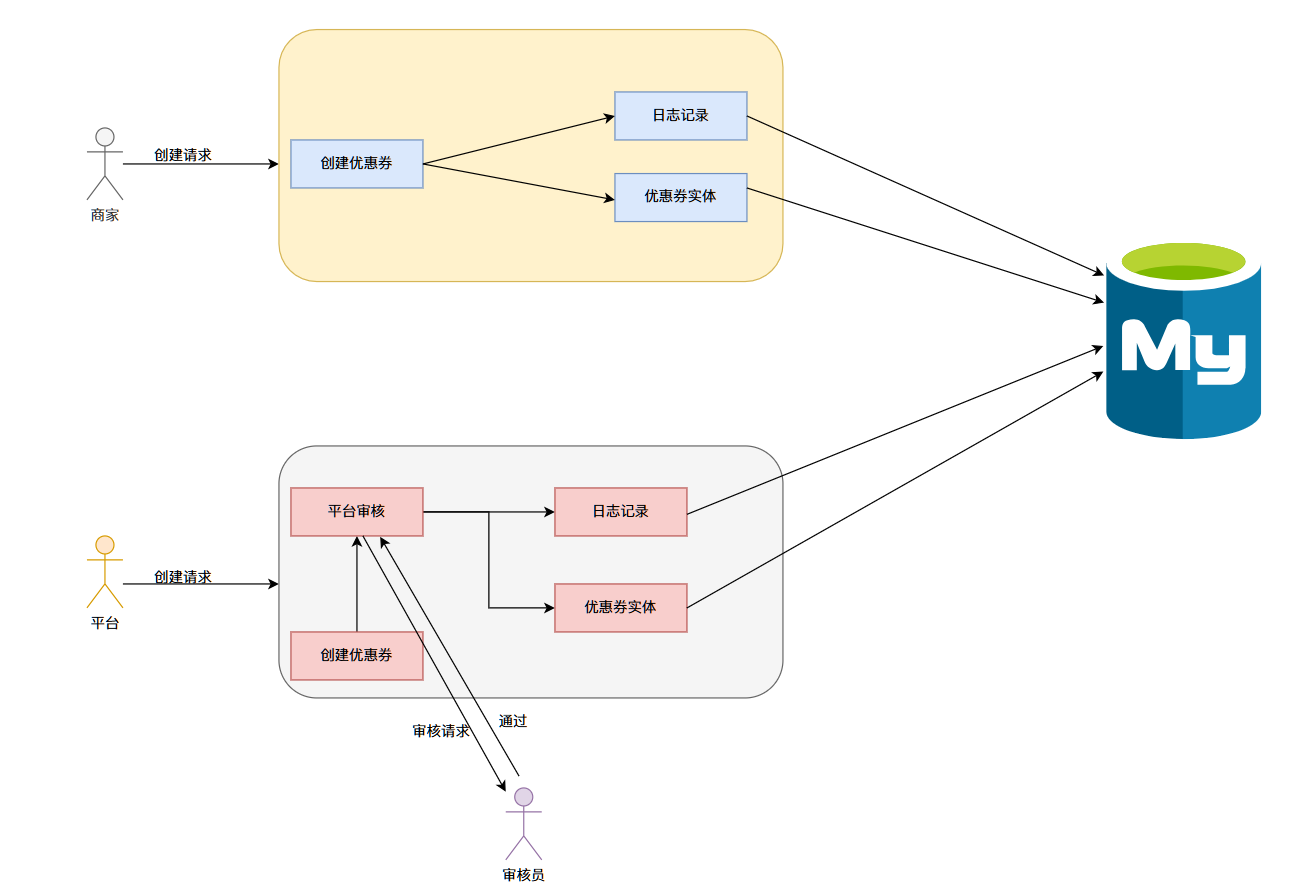 日志记录
创建请求
创建优惠券
优惠券实体
商家
My
平台审核
日志记录
创建请求
优惠券实体
平台
创建优惠券
通过
审核请求
审核员